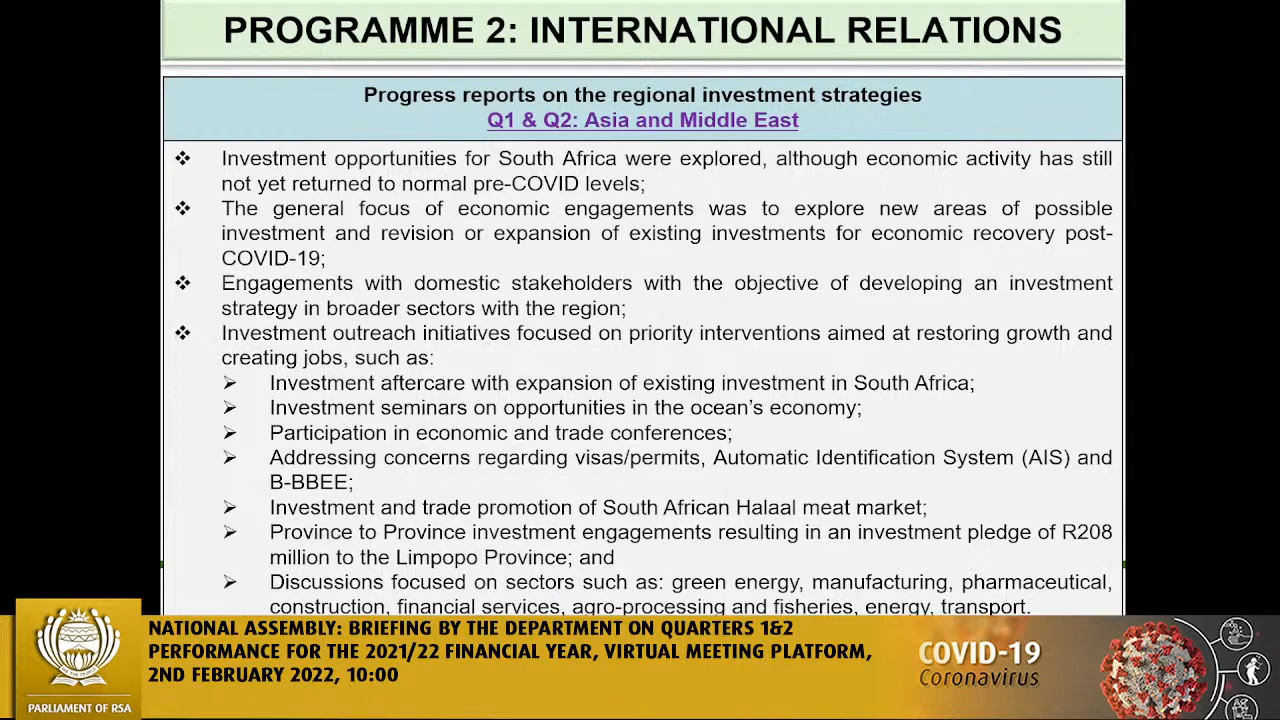 PROGRAMME 2: INTERNATIONAL RELATIONS
Progress reports on the regional investment strategies
Q1 & Q2: Asia and Middle East
❖ Investment opportunities for South Africa were explored, although economic activity has still
not yet returned to normal pre-COVID levels;
❖ The general focus of economic engagements was to explore new areas of possible
investment and revision or expansion of existing investments for economic recovery post-
COVID-19;
❖ Engagements with domestic stakeholders with the objective of developing an investment
strategy in broader sectors with the region;
❖ Investment outreach initiatives focused on priority interventions aimed at restoring growth and
creating jobs, such as:
➢ Investment aftercare with expansion of existing investment in South Africa;
➢ Investment seminars on opportunities in the ocean's economy;
➢ Participation in economic and trade conferences;
➢ Addressing concerns regarding visas/permits, Automatic Identification System (AIS) and
B-BBEE;
➢ Investment and trade promotion of South African Halaal meat market;
➢ Province to Province investment engagements resulting in an investment pledge of R208
million to the Limpopo Province; and
➢ Discussions focused on sectors such as: green energy, manufacturing, pharmaceutical,
construction, financial services, agro-processing and fisheries, energy, transport.
NATIONAL ASSEMBLY: BRIEFING BY THE DEPARTMENT ON QUARTERS 1&2
PERFORMANCE FOR THE 2021/22 FINANCIAL YEAR, VIRTUAL MEETING PLATFORM,
2ND FEBRUARY 2022, 10:00
PARLIAMENT OF RSA
COVID-19
Coronavirus